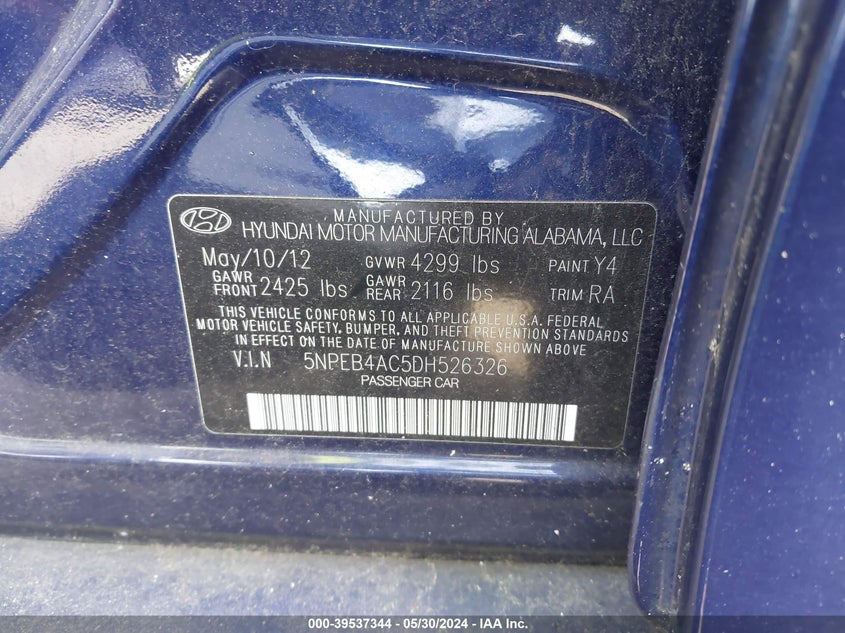 MANUFACTURED BY
HYUNDAI MOTOR MANUFACTURING ALABAMA, LLC
May/10/12 GVWR 4299 lbs PAINT Y4
GAWR FRONT 2425 lbs GAWR REAR 2116 lbs TRIM RA
THIS VEHICLE CONFORMS TO ALL APPLICABLE U.S.A. FEDERAL
MOTOR VEHICLE SAFETY, BUMPER, AND THEFT PREVENTION STANDARDS
IN EFFECT ON THE DATE OF MANUFACTURE SHOWN ABOVE.
V.I.N 5NPEB4AC5DH526326
PASSENGER CAR
000-39537344 - 05/30/2024 - IAA Inc.